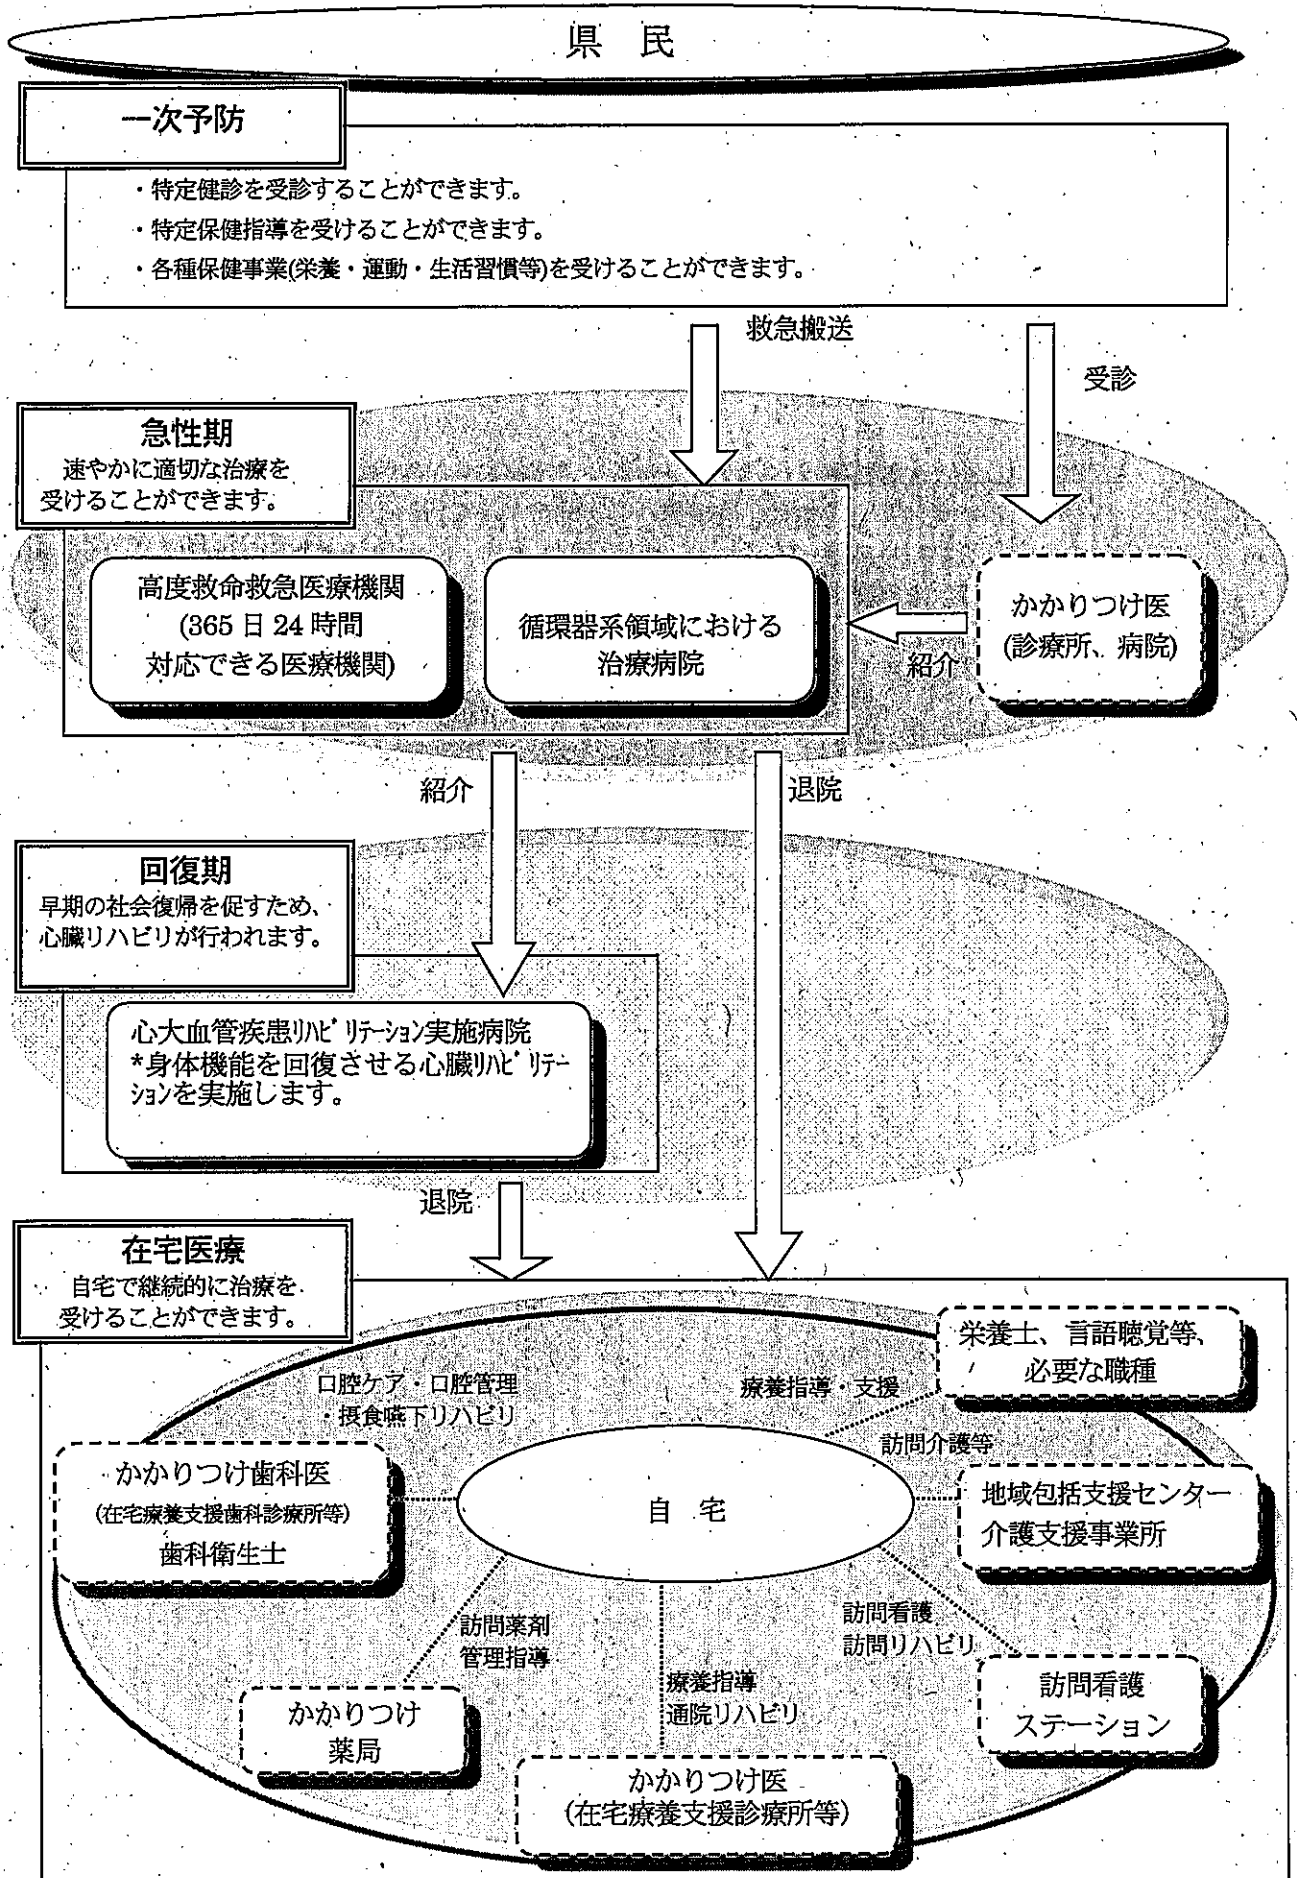 県 民
一次予防
・特定健診を受診することができます。
・特定保健指導を受けることができます。
・各種保健事業(栄養・運動・生活習慣等)を受けることができます。
救急搬送
受診
急性期
速やかに適切な治療を
受けることができます。
高度救命救急医療機関
(365 日 24 時間
対応できる医療機関)
循環器系領域における
治療病院
紹介
かかりつけ医
(診療所、病院)
紹介
退院
回復期
早期の社会復帰を促すため、
心臓リハビリが行われます。
心大血管疾患ﾘﾊﾋﾞﾘﾃｰｼｮﾝ実施病院
*身体機能を回復させる心臓ﾘﾊﾋﾞﾘﾃｰ
ｼｮﾝを実施します。
退院
在宅医療
自宅で継続的に治療を
受けることができます。
栄養士、言語聴覚等、
必要な職種
口腔ケア・口腔管理
・摂食嚥下リハビリ
療養指導・支援
訪問介護等
かかりつけ歯科医
(在宅療養支援歯科診療所等)
歯科衛生士
自 宅
地域包括支援センター
介護支援事業所
訪問薬剤
管理指導
訪問看護
訪問リハビリ
療養指導
通院リハビリ
かかりつけ
薬局
訪問看護
ステーション
かかりつけ医
(在宅療養支援診療所等)